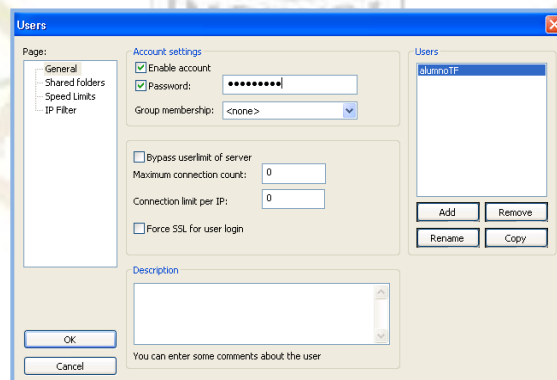 Users
Page:
General
Shared folders
Speed Limits
IP Filter
OK
Cancel
Account settings
Enable account
Password: •••••••••
Group membership: <none>
Bypass userlimit of server
Maximum connection count: 0
Connection limit per IP: 0
Force SSL for user login
Description
You can enter some comments about the user
Users
alumnoTF
Add Remove
Rename Copy